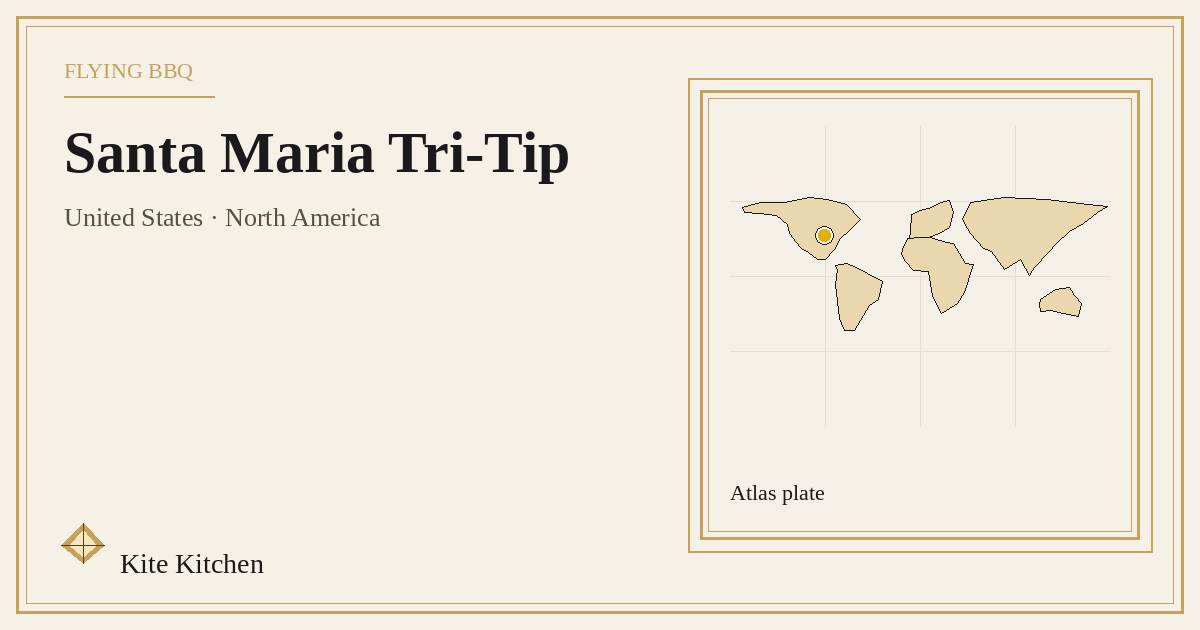 FLYING BBQ
Santa Maria Tri-Tip
United States · North America
Atlas plate
Kite Kitchen